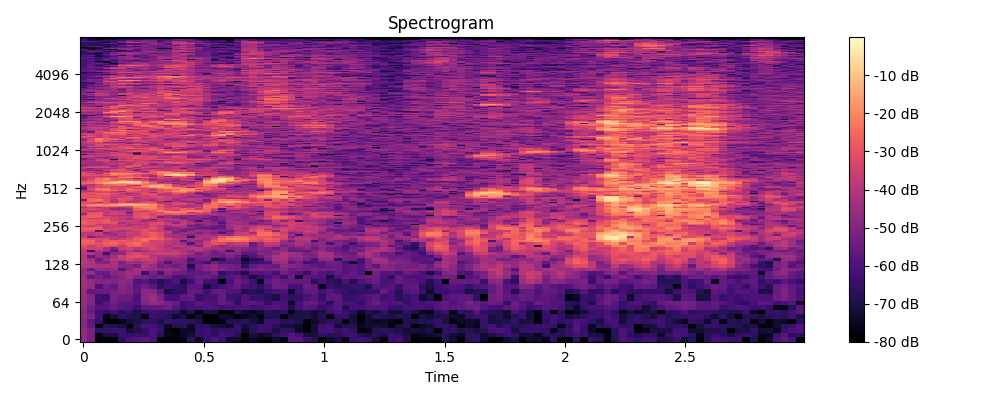 Spectrogram
Hz
4096
2048
1024
512
256
128
64
0
0
0.5
1
1.5
2
2.5
Time
-10 dB
-20 dB
-30 dB
-40 dB
-50 dB
-60 dB
-70 dB
-80 dB